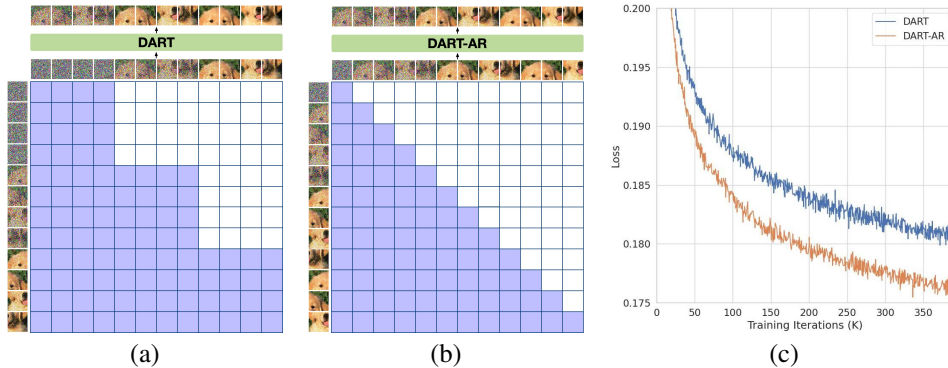 DART
DART-AR
0.200
0.195
0.190
0.185
0.180
0.175
Loss
DART
DART-AR
0 50 100 150 200 250 300 350
Training Iterations (K)
(a) (b) (c)